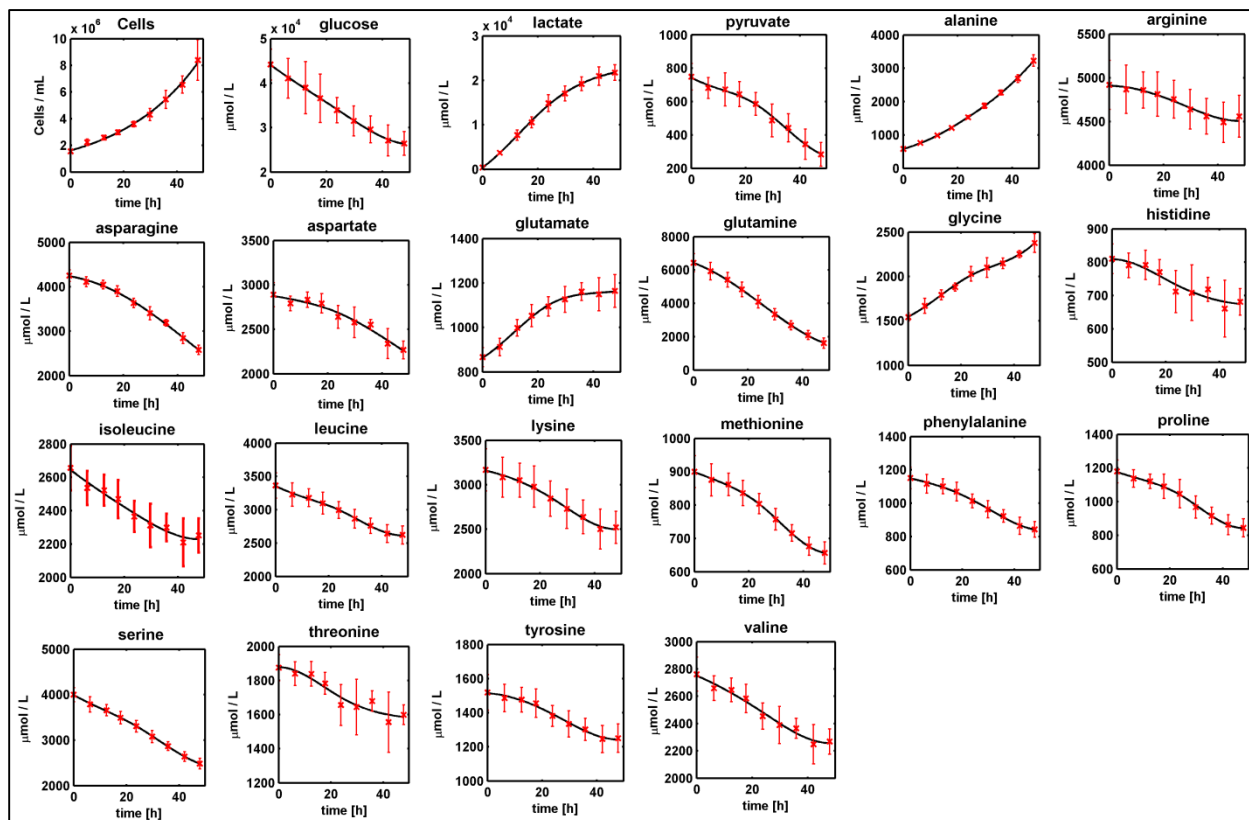 Cells
x 10^6
10
8
6
4
2
0
Cells / mL
0 20 40
time [h]
glucose
x 10^4
5
4
3
2
μmol / L
0 20 40
time [h]
lactate
x 10^4
3
2
1
0
μmol / L
0 20 40
time [h]
pyruvate
1000
800
600
400
200
μmol / L
0 20 40
time [h]
alanine
4000
3000
2000
1000
0
μmol / L
0 20 40
time [h]
arginine
5500
5000
4500
4000
μmol / L
0 20 40
time [h]
asparagine
5000
4000
3000
2000
μmol / L
0 20 40
time [h]
aspartate
3500
3000
2500
2000
μmol / L
0 20 40
time [h]
glutamate
1400
1200
1000
800
μmol / L
0 20 40
time [h]
glutamine
8000
6000
4000
2000
0
μmol / L
0 20 40
time [h]
glycine
2500
2000
1500
1000
μmol / L
0 20 40
time [h]
histidine
900
800
700
600
500
μmol / L
0 20 40
time [h]
isoleucine
2800
2600
2400
2200
2000
μmol / L
0 20 40
time [h]
leucine
4000
3500
3000
2500
2000
μmol / L
0 20 40
time [h]
lysine
3500
3000
2500
2000
μmol / L
0 20 40
time [h]
methionine
1000
900
800
700
600
μmol / L
0 20 40
time [h]
phenylalanine
1400
1200
1000
800
600
μmol / L
0 20 40
time [h]
proline
1400
1200
1000
800
600
μmol / L
0 20 40
time [h]
serine
5000
4000
3000
2000
μmol / L
0 20 40
time [h]
threonine
2000
1800
1600
1400
1200
μmol / L
0 20 40
time [h]
tyrosine
1800
1600
1400
1200
1000
μmol / L
0 20 40
time [h]
valine
3000
2800
2600
2400
2200
2000
μmol / L
0 20 40
time [h]